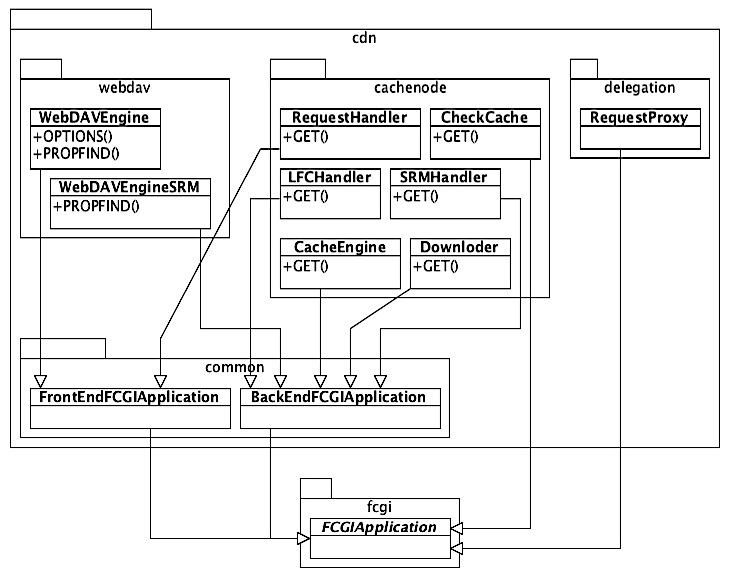 cdn
webdav
cachenode
delegation
WebDAVEngine
+OPTIONS()
+PROPFIND()
WebDAVEngineSRM
+PROPFIND()
RequestHandler
+GET()
CheckCache
+GET()
RequestProxy
LFCHandler
+GET()
SRMHandler
+GET()
CacheEngine
+GET()
Downloder
+GET()
common
FrontEndFCGIApplication
BackEndFCGIApplication
fcgi
FCGIApplication